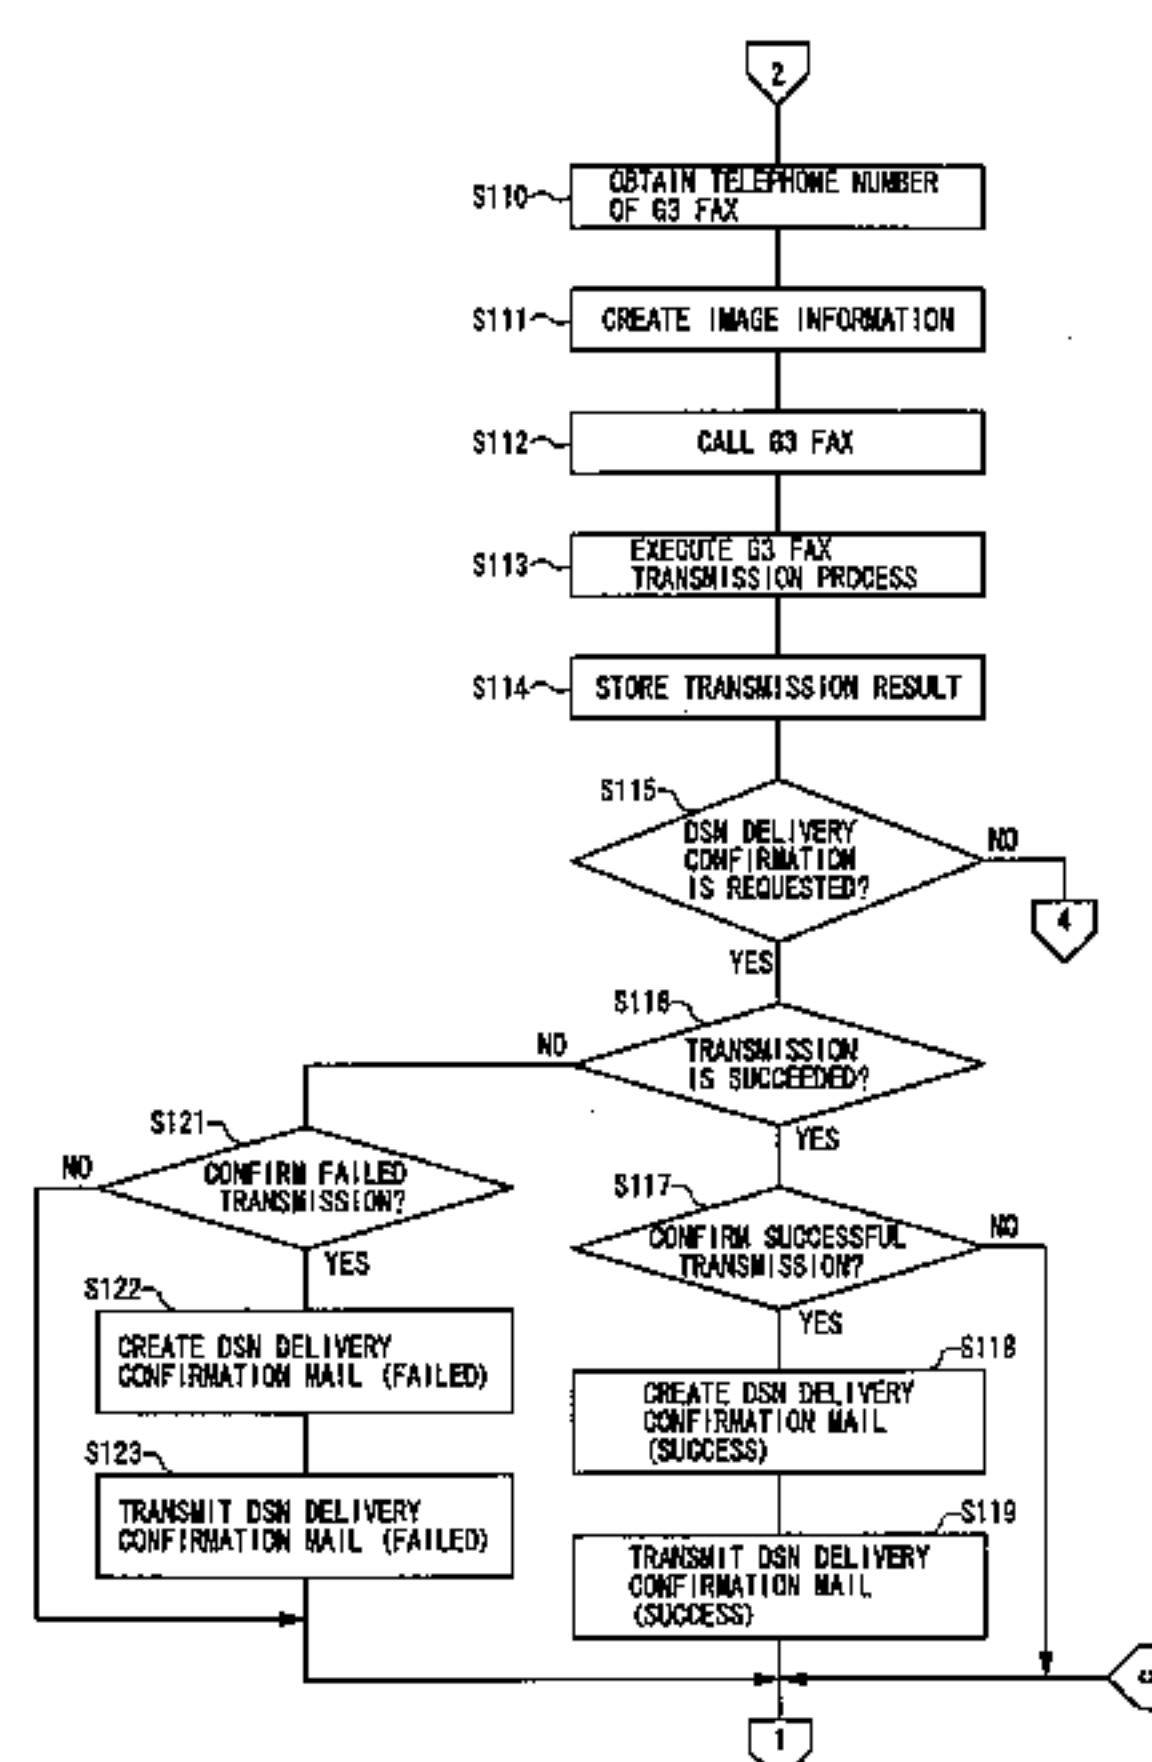 2
S110
OBTAIN TELEPHONE NUMBER
OF G3 FAX
S111
CREATE IMAGE INFORMATION
S112
CALL G3 FAX
S113
EXECUTE G3 FAX
TRANSMISSION PROCESS
S114
STORE TRANSMISSION RESULT
S115
DSN DELIVERY
CONFIRMATION
IS REQUESTED?
NO
4
YES
S116
TRANSMISSION
IS SUCCEEDED?
NO
YES
S121
CONFIRM FAILED
TRANSMISSION?
NO
YES
S117
CONFIRM SUCCESSFUL
TRANSMISSION?
NO
YES
S122
CREATE DSN DELIVERY
CONFIRMATION MAIL (FAILED)
S118
CREATE DSN DELIVERY
CONFIRMATION MAIL
(SUCCESS)
S123
TRANSMIT DSN DELIVERY
CONFIRMATION MAIL (FAILED)
S119
TRANSMIT DSN DELIVERY
CONFIRMATION MAIL
(SUCCESS)
1